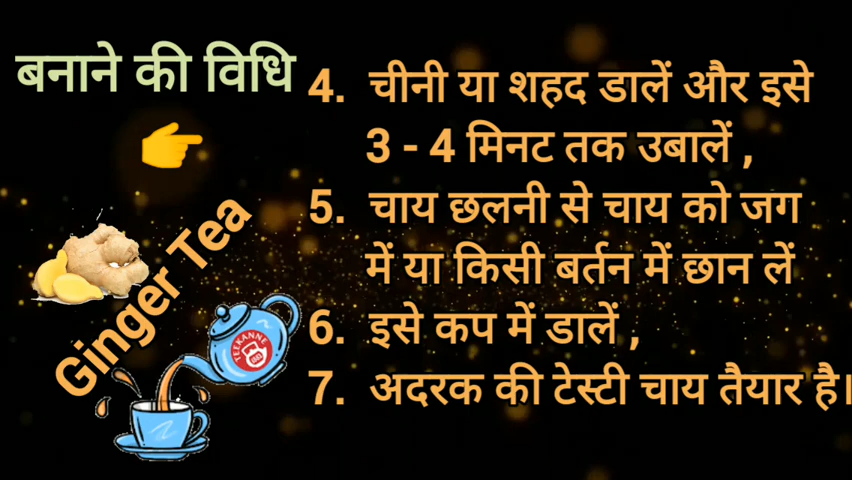 बनाने की विधि
4. चीनी या शहद डालें और इसे
3 - 4 मिनट तक उबालें ,
5. चाय छलनी से चाय को जग
में या किसी बर्तन में छान लें
6. इसे कप में डालें ,
7. अदरक की टेस्टी चाय तैयार है।
Ginger Tea
TEEKANNE